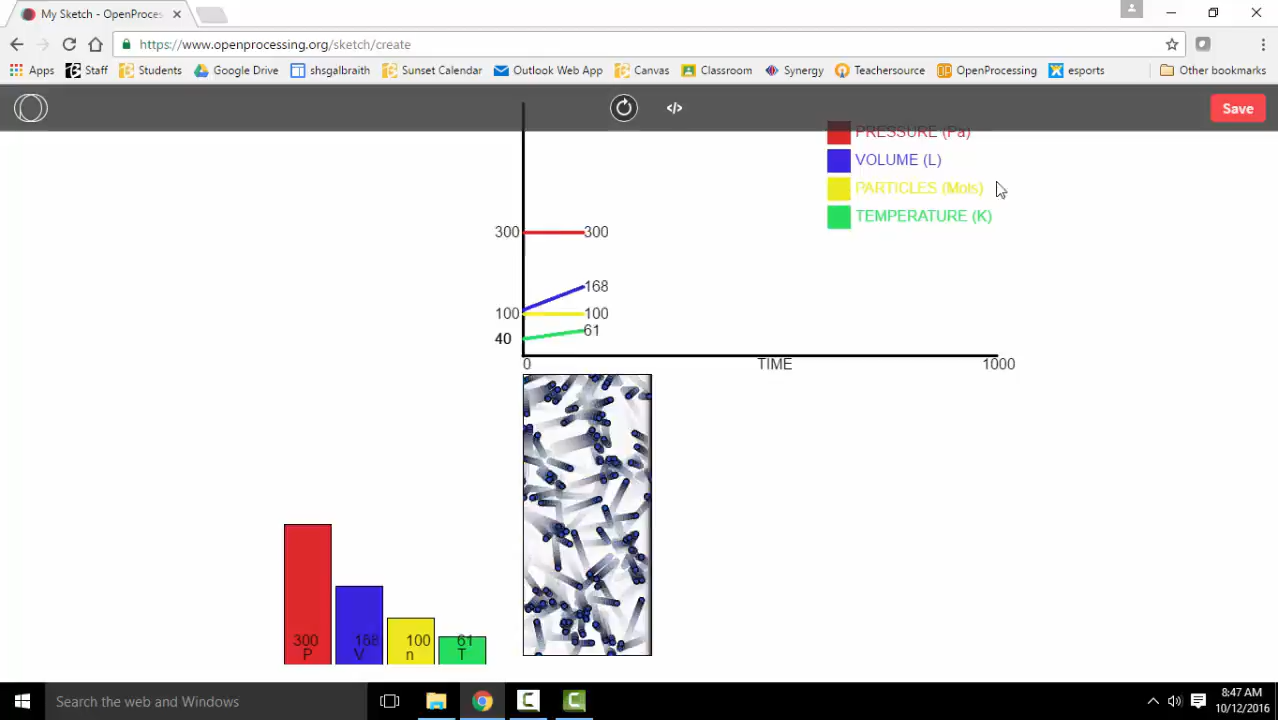 My Sketch - OpenProces
https://www.openprocessing.org/sketch/create
Apps Staff Students Google Drive shsgalbraith Sunset Calendar Outlook Web App Canvas Classroom Synergy Teachersource OpenProcessing esports Other bookmarks
</> Save
PRESSURE (Pa)
VOLUME (L)
PARTICLES (Mols)
TEMPERATURE (K)
300 300
168
100 100
61
40
0 TIME 1000
300 168 100 61
P V n T
Search the web and Windows
8:47 AM
10/12/2016